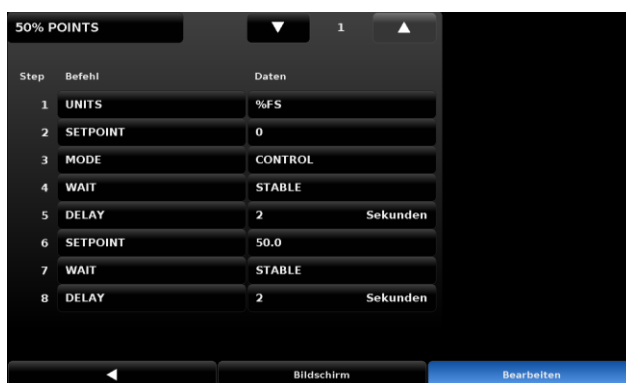 50% POINTS ▼ 1 ▲
Step Befehl Daten
1 UNITS %FS
2 SETPOINT 0
3 MODE CONTROL
4 WAIT STABLE
5 DELAY 2 Sekunden
6 SETPOINT 50.0
7 WAIT STABLE
8 DELAY 2 Sekunden
◀ Bildschirm Bearbeiten